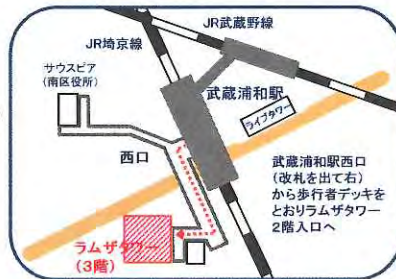 JR武蔵野線
JR埼京線
サウスピア
(南区役所)
武蔵浦和駅
ライブタワー
西口
武蔵浦和駅西口
(改札を出て右)
から歩行者デッキを
とおりラムザタワー
2階入口へ
ラムザタワー
(3階)